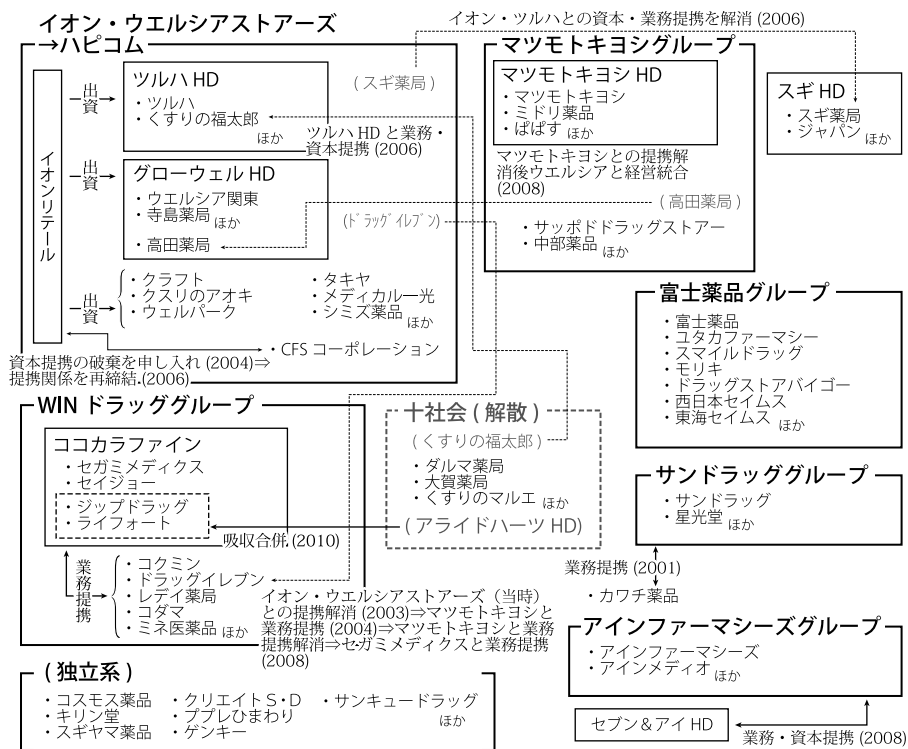 イオン・ウエルシアストアーズ
→ハピコム
イオンリテール
出資
ツルハ HD
・ツルハ
・くすりの福太郎
ほか
(スギ薬局)
ツルハ HD と業務・
資本提携 (2006)
出資
グローウェル HD
・ウエルシア関東
・寺島薬局
ほか
・高田薬局
(ドラッグイレブン)
出資
・クラフト
・クスリのアオキ
・ウェルパーク
・タキヤ
・メディカル一光
・シミズ薬品
ほか
・CFS コーポレーション
資本提携の破棄を申し入れ (2004)⇒
提携関係を再締結 (2006)
イオン・ツルハとの資本・業務提携を解消 (2006)
マツモトキヨシグループ
マツモトキヨシ HD
・マツモトキヨシ
・ミドリ薬品
・ぱぱす
ほか
マツモトキヨシとの提携解
消後ウエルシアと経営統合
(2008)
(高田薬局)
・サッポドドラッグストアー
・中部薬品
ほか
スギ HD
・スギ薬局
・ジャパン
ほか
富士薬品グループ
・富士薬品
・ユタカファーマシー
・スマイルドラッグ
・モリキ
・ドラッグストアバイゴー
・西日本セイムス
・東海セイムス
ほか
WIN ドラッググループ
ココカラファイン
・セガミメディクス
・セイジョー
・ジップドラッグ
・ライフォート
吸収合併 (2010)
業務提携
・コクミン
・ドラッグイレブン
・レデイ薬局
・コダマ
・ミネ医薬品
ほか
イオン・ウエルシアストアーズ（当時）
との提携解消 (2003)⇒マツモトキヨシと
業務提携 (2004)⇒マツモトキヨシと業務
提携解消⇒セガミメディクスと業務提携
(2008)
十社会 (解散)
(くすりの福太郎)
・ダルマ薬局
・大賀薬局
・くすりのマルエ
ほか
(アライドハーツ HD)
サンドラッググループ
・サンドラッグ
・星光堂
ほか
業務提携 (2001)
・カワチ薬品
アインファーマシーズグループ
・アインファーマシーズ
・アインメディオ
ほか
セブン＆アイ HD
業務・資本提携 (2008)
(独立系)
・コスモス薬品
・キリン堂
・スギヤマ薬品
・クリエイトＳ・Ｄ
・ププレひまわり
・ゲンキー
・サンキュードラッグ
ほか